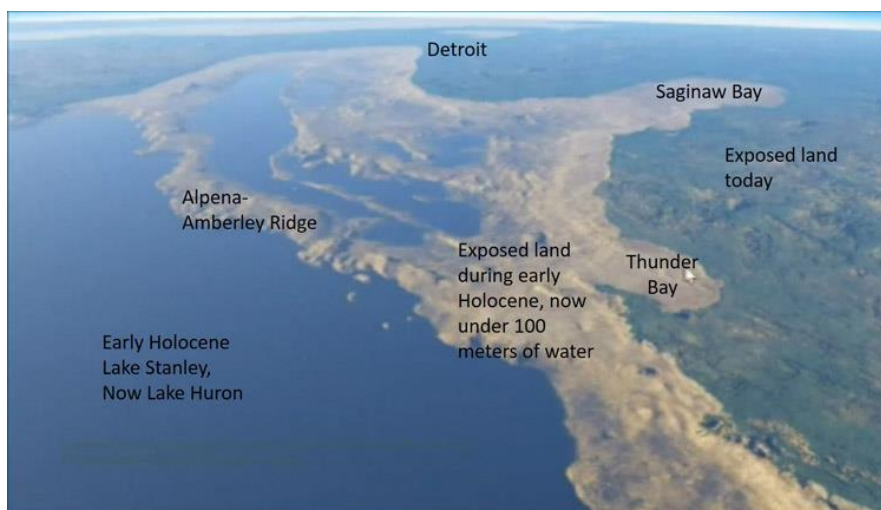 Detroit
Saginaw Bay
Exposed land
today
Alpena-
Amberley Ridge
Exposed land
during early
Holocene, now
under 100
meters of water
Thunder
Bay
Early Holocene
Lake Stanley,
Now Lake Huron